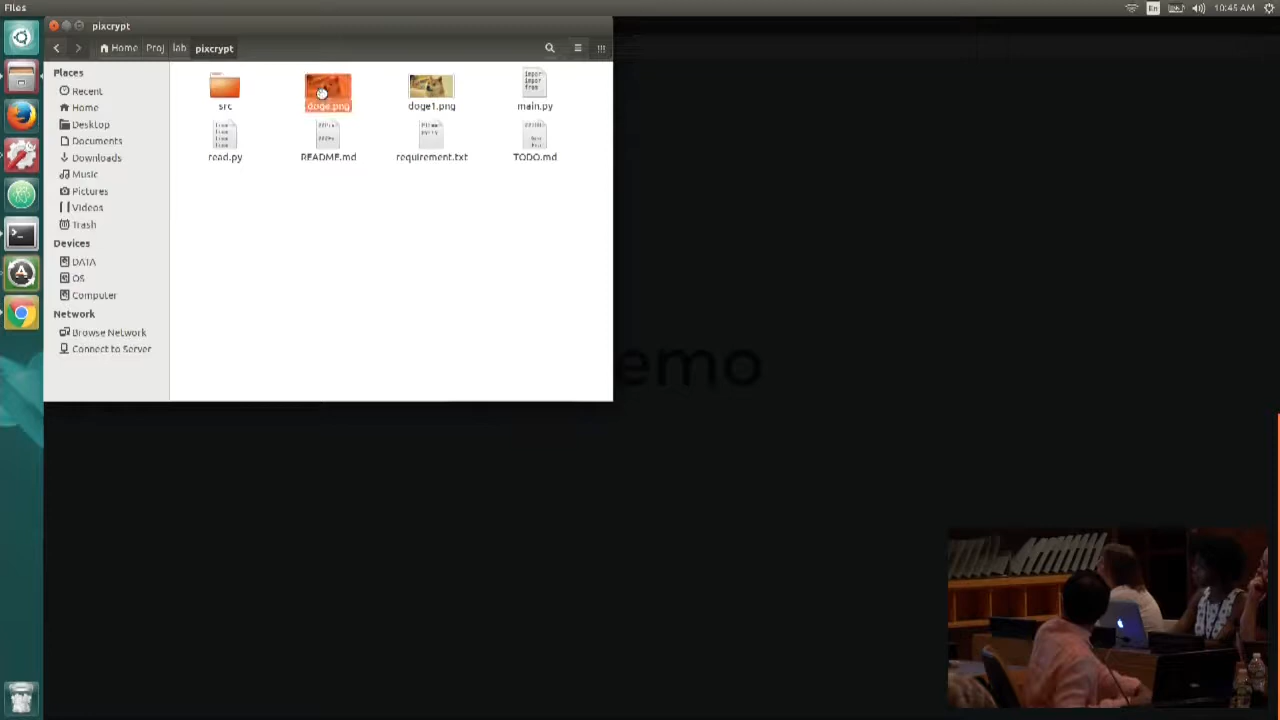 Files
En
10:45 AM
pixcrypt
Home Proj lab pixcrypt
Places
Recent
Home
Desktop
Documents
Downloads
Music
Pictures
Videos
Trash
Devices
DATA
OS
Computer
Network
Browse Network
Connect to Server
src
doge.png
doge1.png
main.py
read.py
README.md
requirement.txt
TODO.md
emo